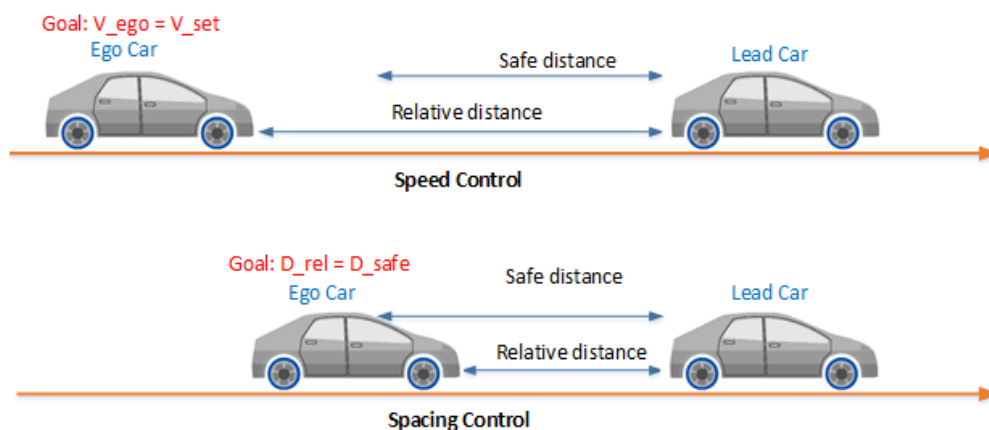 Goal: V_ego = V_set
Ego Car
Safe distance
Lead Car
Relative distance
Speed Control
Goal: D_rel = D_safe
Safe distance
Ego Car
Lead Car
Relative distance
Spacing Control